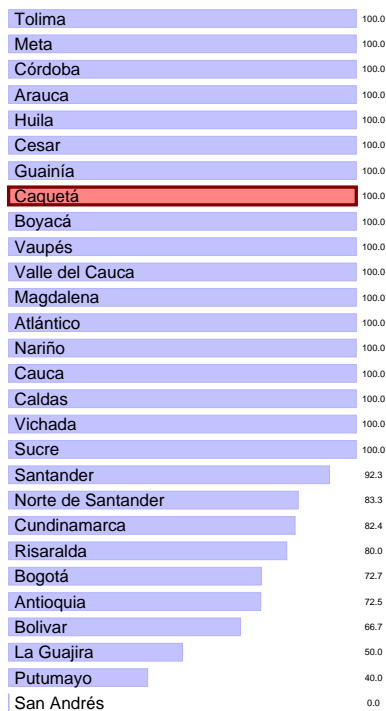 Tolima 100.0
Meta 100.0
Córdoba 100.0
Arauca 100.0
Huila 100.0
Cesar 100.0
Guainía 100.0
Caquetá 100.0
Boyacá 100.0
Vaupés 100.0
Valle del Cauca 100.0
Magdalena 100.0
Atlántico 100.0
Nariño 100.0
Cauca 100.0
Caldas 100.0
Vichada 100.0
Sucre 100.0
Santander 92.3
Norte de Santander 83.3
Cundinamarca 82.4
Risaralda 80.0
Bogotá 72.7
Antioquia 72.5
Bolivar 66.7
La Guajira 50.0
Putumayo 40.0
San Andrés 0.0